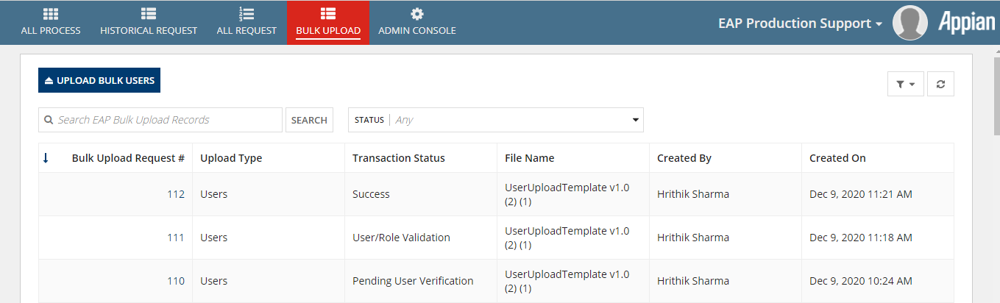 ALL PROCESS HISTORICAL REQUEST ALL REQUEST BULK UPLOAD ADMIN CONSOLE EAP Production Support Appian
UPLOAD BULK USERS
Search EAP Bulk Upload Records SEARCH STATUS Any
Bulk Upload Request # Upload Type Transaction Status File Name Created By Created On
112 Users Success UserUploadTemplate v1.0 (2) (1) Hrithik Sharma Dec 9, 2020 11:21 AM
111 Users User/Role Validation UserUploadTemplate v1.0 (2) (1) Hrithik Sharma Dec 9, 2020 11:18 AM
110 Users Pending User Verification UserUploadTemplate v1.0 (2) (1) Hrithik Sharma Dec 9, 2020 10:24 AM